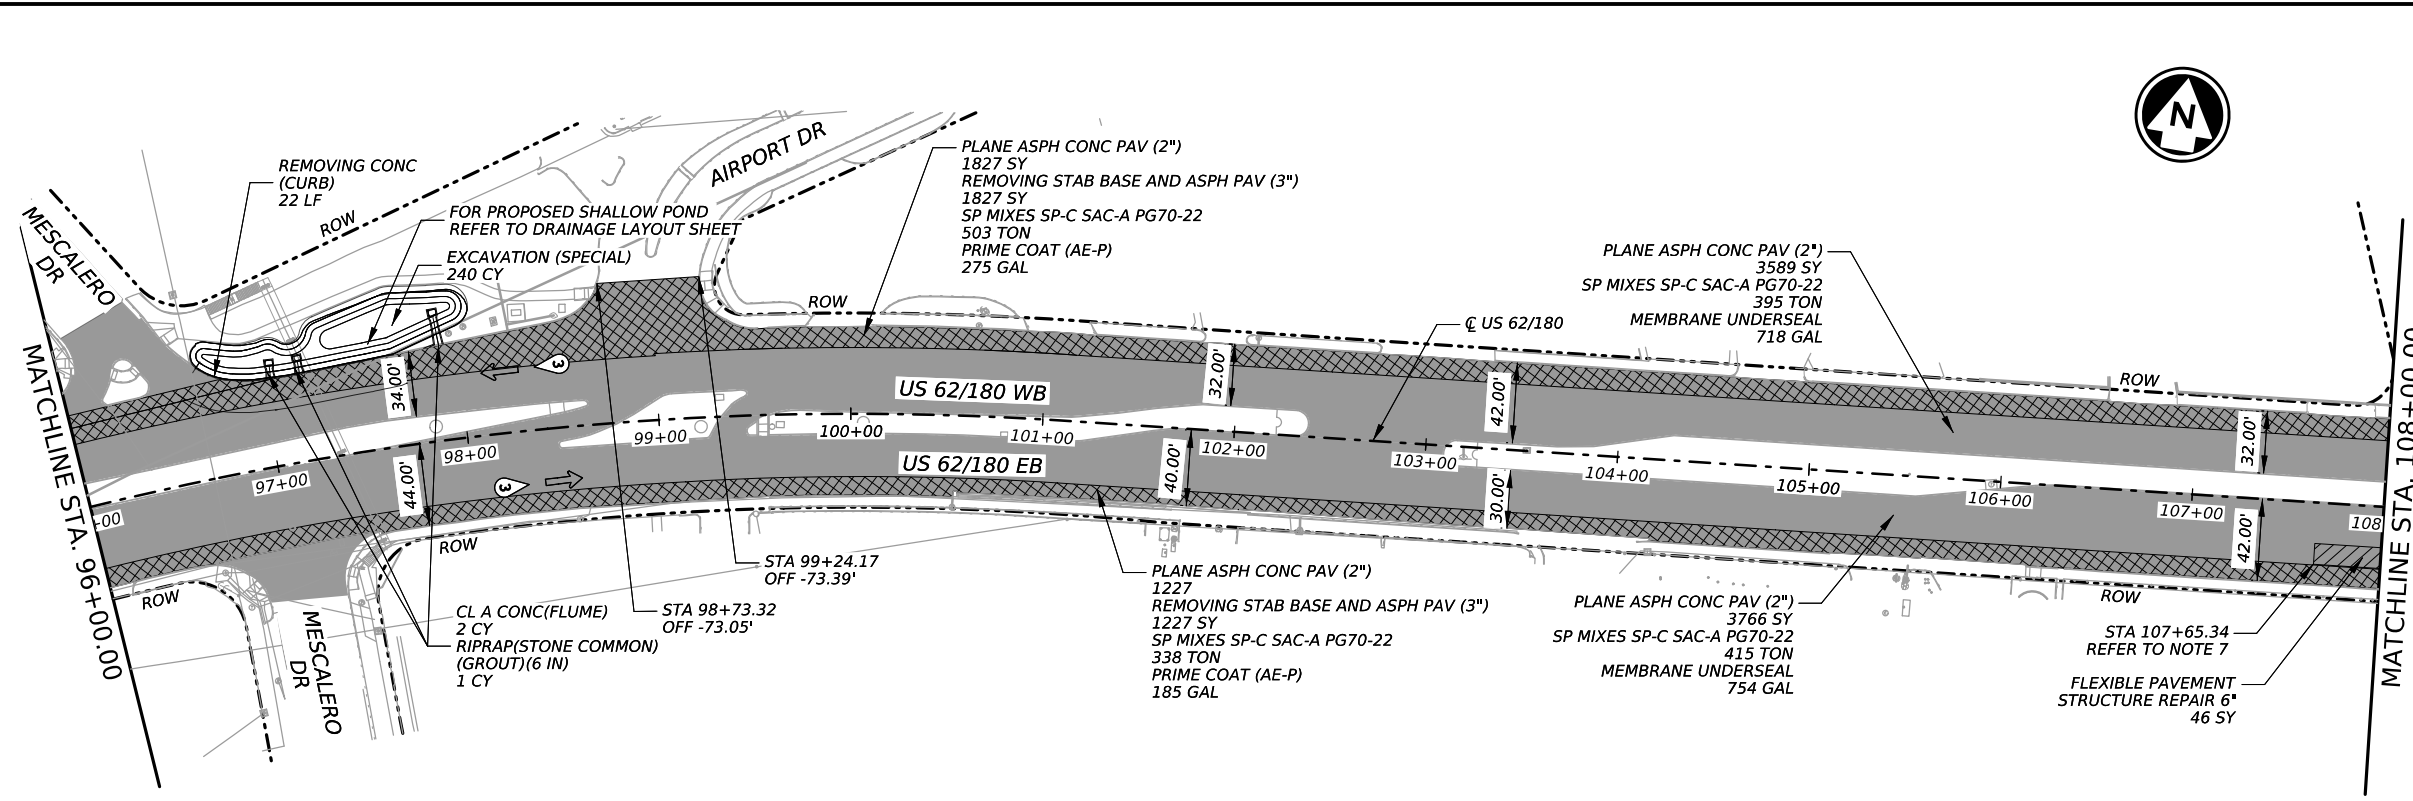 REMOVING CONC
(CURB)
22 LF
MESCALERO
DR
ROW
AIRPORT DR
FOR PROPOSED SHALLOW POND
REFER TO DRAINAGE LAYOUT SHEET
EXCAVATION (SPECIAL)
240 CY
PLANE ASPH CONC PAV (2")
1827 SY
REMOVING STAB BASE AND ASPH PAV (3")
1827 SY
SP MIXES SP-C SAC-A PG70-22
503 TON
PRIME COAT (AE-P)
275 GAL
N
PLANE ASPH CONC PAV (2")
3589 SY
SP MIXES SP-C SAC-A PG70-22
395 TON
MEMBRANE UNDERSEAL
718 GAL
ROW
℄ US 62/180
ROW
MATCHLINE STA. 96+00.00
MATCHLINE STA. 108+00.00
3
34.00'
US 62/180 WB
32.00'
42.00'
32.00'
-00
97+00
98+00
99+00
100+00
101+00
102+00
103+00
104+00
105+00
106+00
107+00
108
44.00'
3
US 62/180 EB
40.00'
30.00'
42.00'
ROW
ROW
ROW
STA 99+24.17
OFF -73.39'
STA 98+73.32
OFF -73.05'
CL A CONC(FLUME)
2 CY
RIPRAP(STONE COMMON)
(GROUT)(6 IN)
1 CY
MESCALERO
DR
PLANE ASPH CONC PAV (2")
1227
REMOVING STAB BASE AND ASPH PAV (3")
1227 SY
SP MIXES SP-C SAC-A PG70-22
338 TON
PRIME COAT (AE-P)
185 GAL
PLANE ASPH CONC PAV (2")
3766 SY
SP MIXES SP-C SAC-A PG70-22
415 TON
MEMBRANE UNDERSEAL
754 GAL
STA 107+65.34
REFER TO NOTE 7
FLEXIBLE PAVEMENT
STRUCTURE REPAIR 6"
46 SY